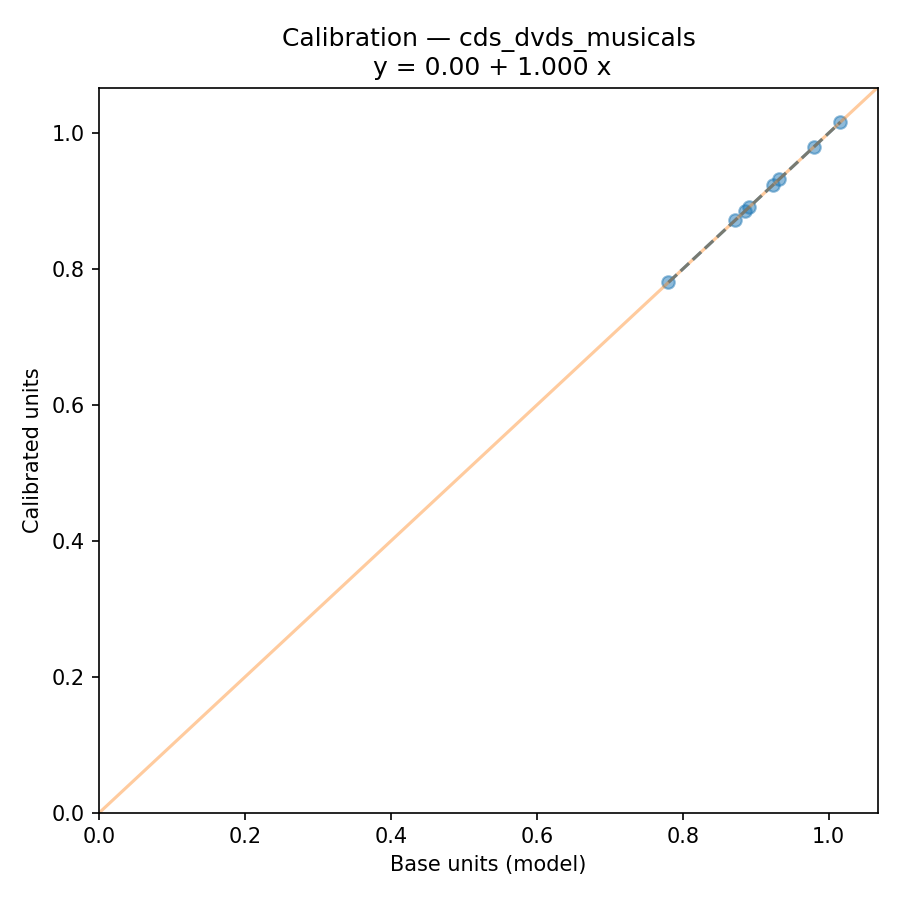 Calibration — cds_dvds_musicals
y = 0.00 + 1.000 x
1.0
0.8
0.6
0.4
0.2
0.0
Calibrated units
0.0 0.2 0.4 0.6 0.8 1.0
Base units (model)